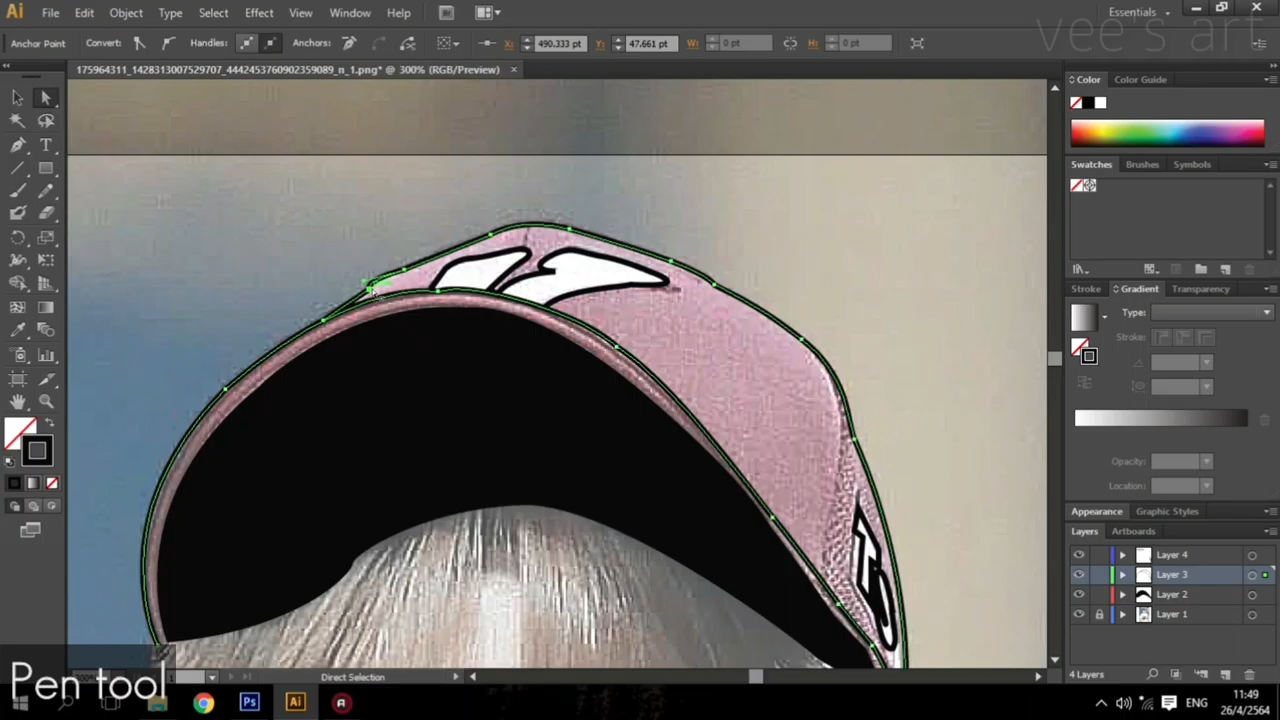 Ai File Edit Object Type Select Effect View Window Help Br Essentials
vee's art
Anchor Point Convert: Handles: Anchors: X: 490.333 pt Y: 47.661 pt W: 0 pt H: 0 pt
175964311_1428313007529707_4442453760902359089_n_1.png* @ 300% (RGB/Preview)
Color Color Guide
Swatches Brushes Symbols
Stroke Gradient Transparency
Type:
Stroke:
Opacity:
Location:
Appearance Graphic Styles
Layers Artboards
Layer 4
Layer 3
Layer 2
Layer 1
4 Layers
Direct Selection
Pen tool
Ps Ai ENG
11:49
26/4/2564